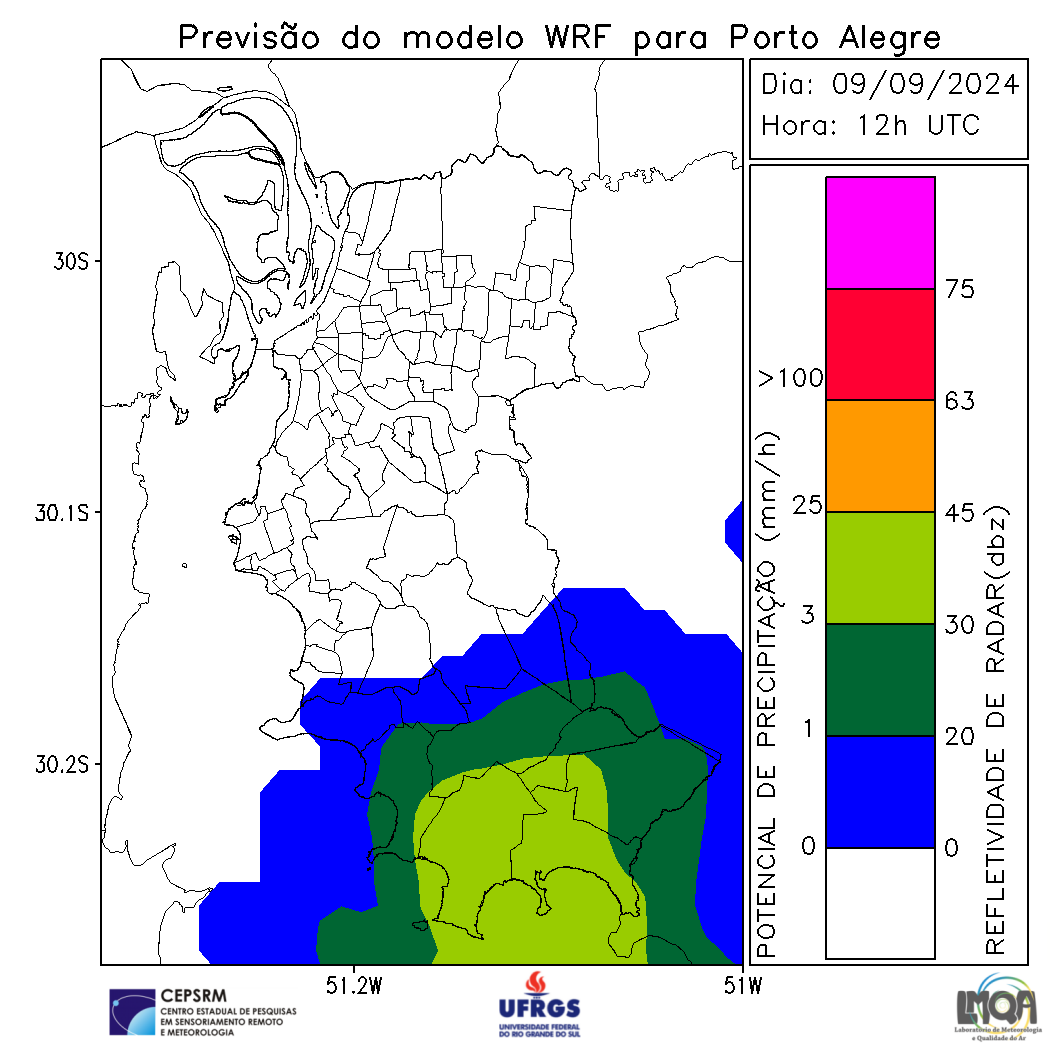 Previsão do modelo WRF para Porto Alegre
Dia: 09/09/2024
Hora: 12h UTC
30S
30.1S
30.2S
51.2W
51W
POTENCIAL DE PRECIPITAÇÃO (mm/h)
>100
25
3
1
0
75
63
45
30
20
0
REFLETIVIDADE DE RADAR(dbz)
CEPSRM
CENTRO ESTADUAL DE PESQUISAS
EM SENSORIAMENTO REMOTO
E METEOROLOGIA
UFRGS
UNIVERSIDADE FEDERAL
DO RIO GRANDE DO SUL
LMQA
Laboratório de Meteorologia
e Qualidade do Ar